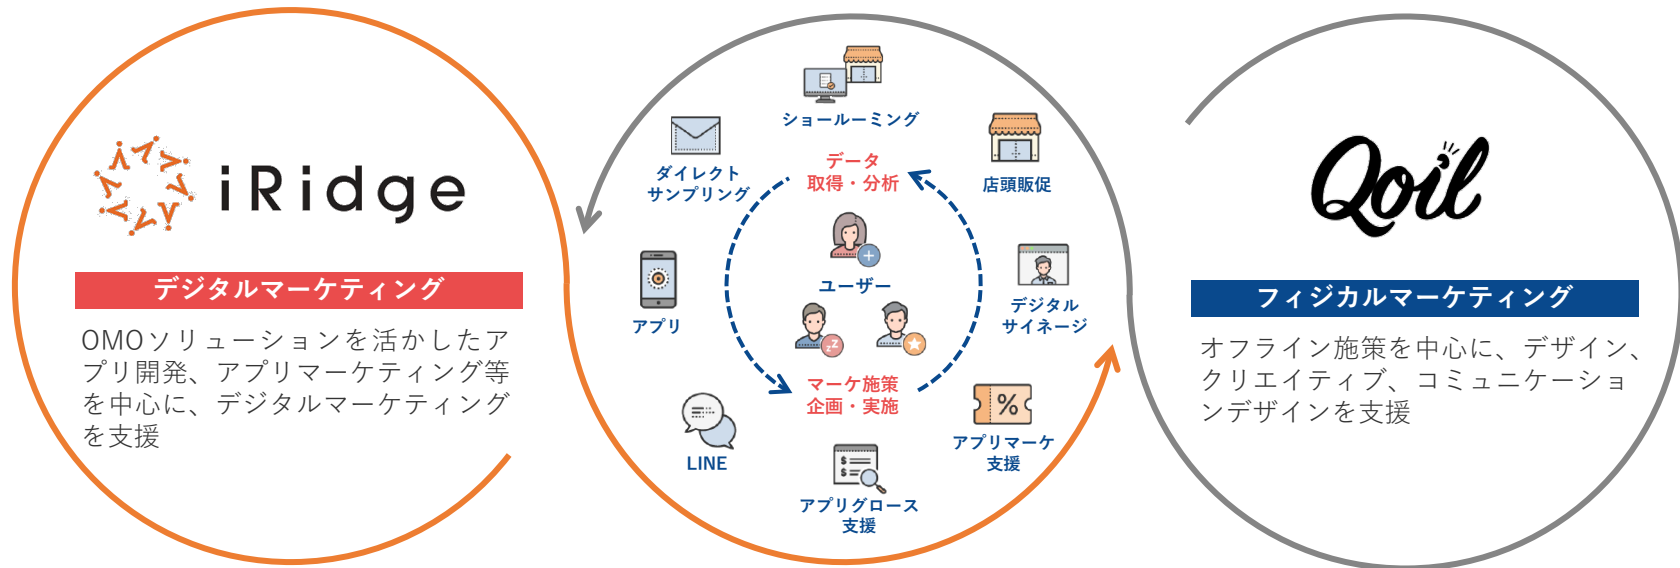 iRidge
デジタルマーケティング
OMOソリューションを活かしたア
プリ開発、アプリマーケティング等
を中心に、デジタルマーケティング
を支援
ショールーミング
ダイレクト
サンプリング
データ
取得・分析
店頭販促
アプリ
ユーザー
デジタル
サイネージ
zZ
マーケ施策
企画・実施
LINE
%
アプリマーケ
支援
$
$
アプリグロース
支援
Qoil
フィジカルマーケティング
オフライン施策を中心に、デザイン、
クリエイティブ、コミュニケーショ
ンデザインを支援